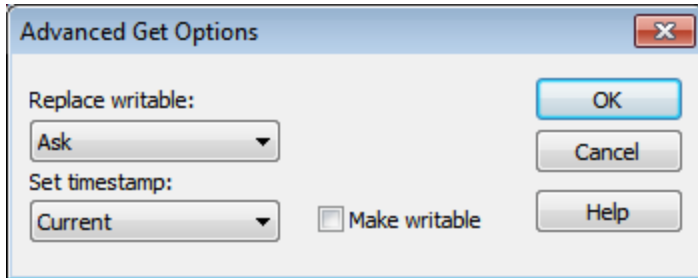 Advanced Get Options
Replace writable:
OK
Ask
Cancel
Set timestamp:
Current
Make writable
Help